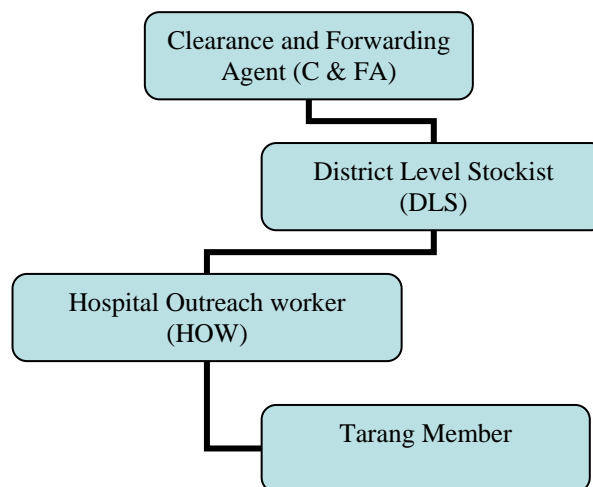 Clearance and Forwarding
Agent (C & FA)
District Level Stockist
(DLS)
Hospital Outreach worker
(HOW)
Tarang Member